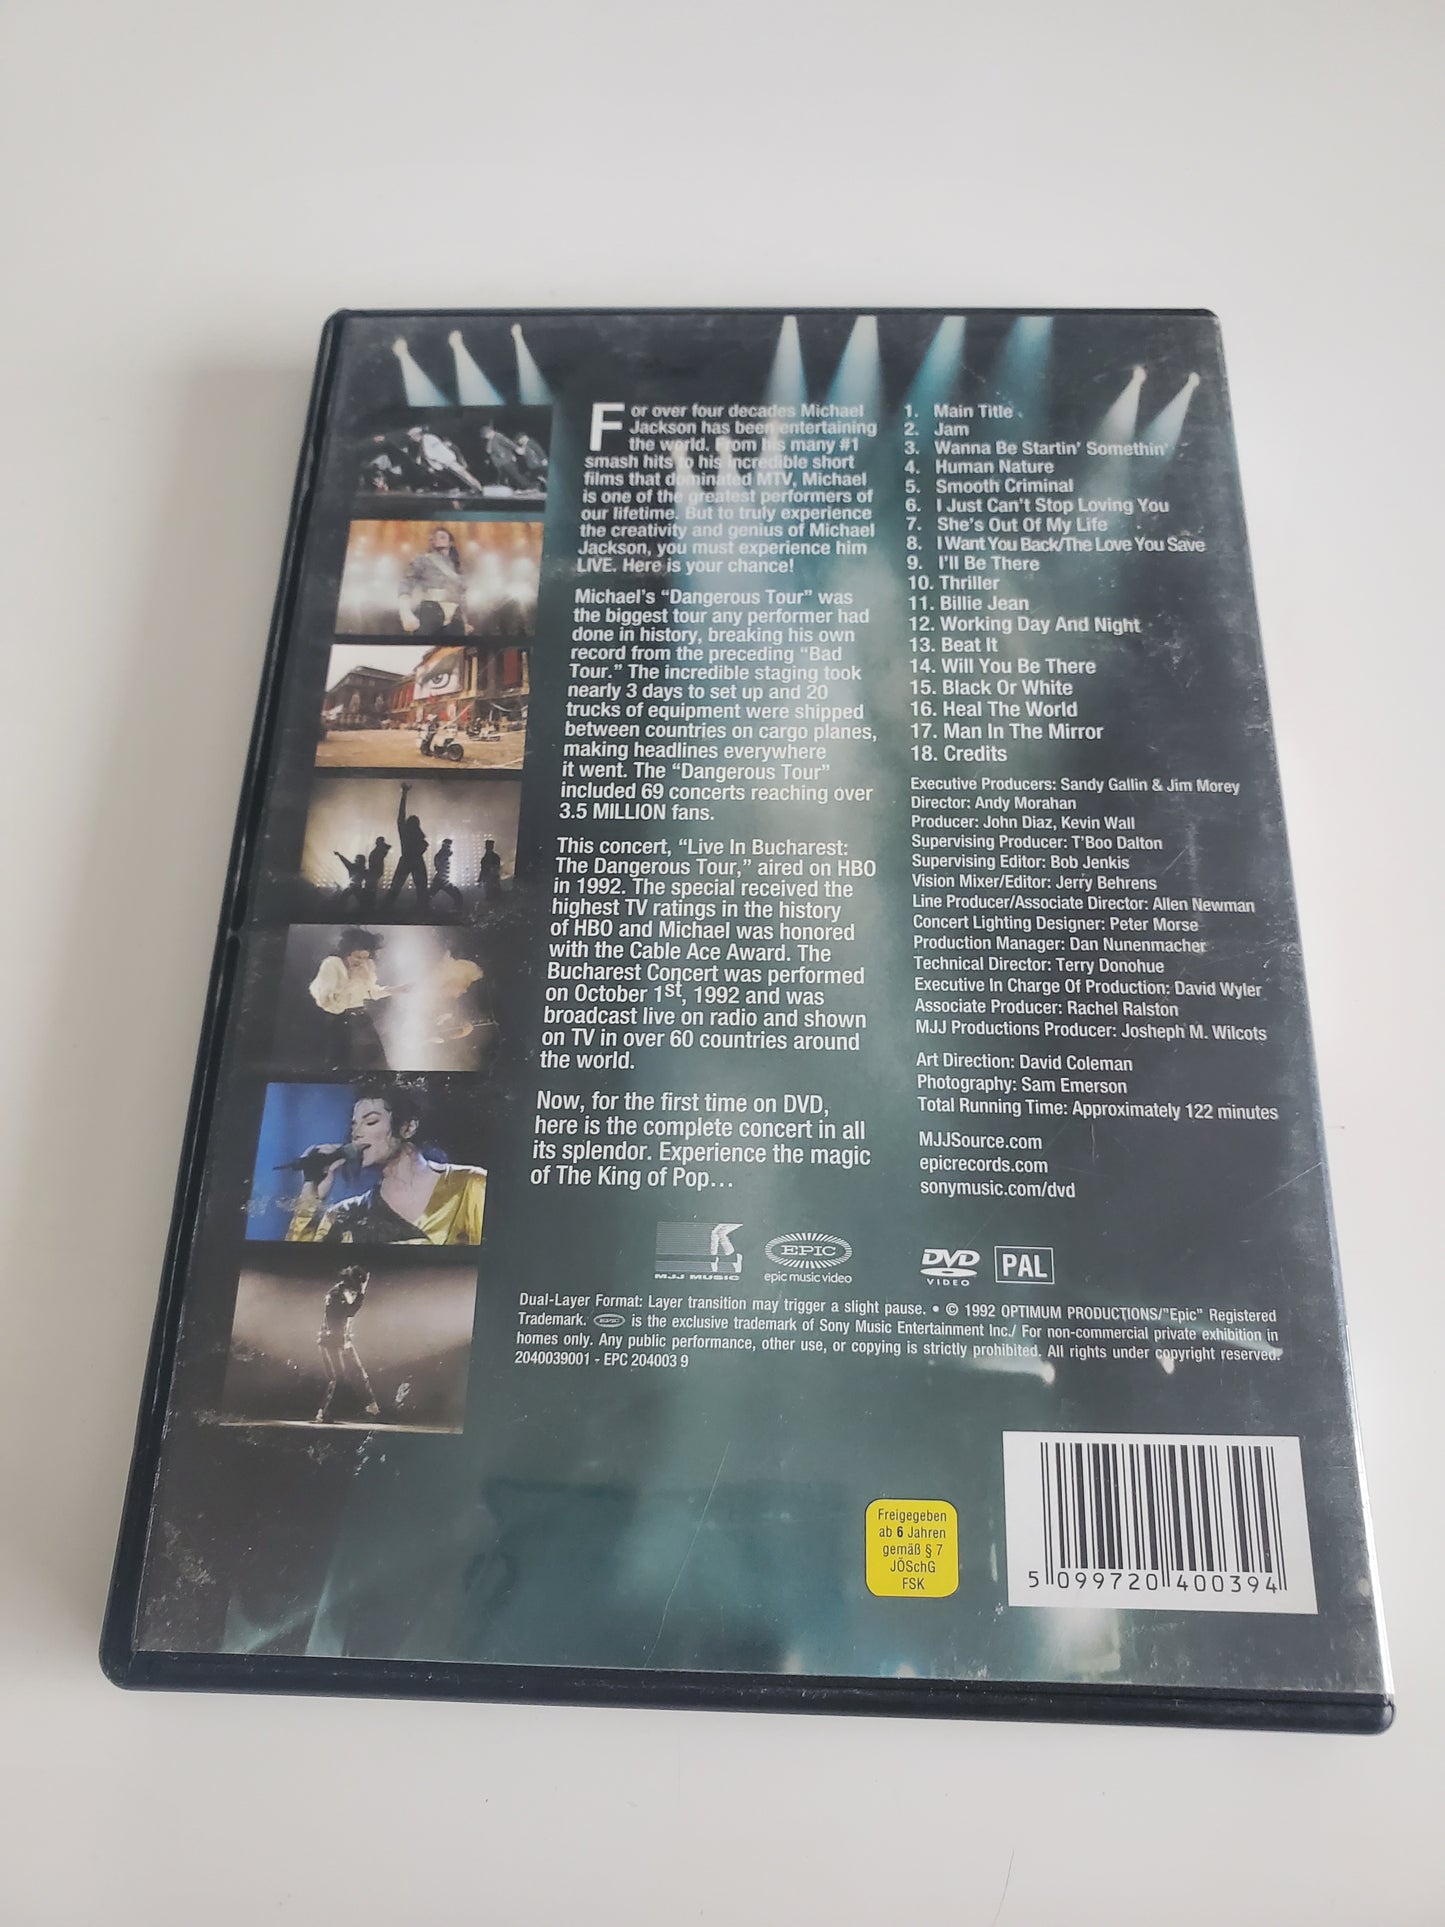 For over four decades Michael
Jackson has been entertaining
the world. From his many #1
smash hits to his incredible short
films that dominated MTV, Michael
is one of the greatest performers of
our lifetime. But to truly experience
the creativity and genius of Michael
Jackson, you must experience him
LIVE. Here is your chance!
Michael's “Dangerous Tour” was
the biggest tour any performer had
done in history, breaking his own
record from the preceding “Bad
Tour.” The incredible staging took
nearly 3 days to set up and 20
trucks of equipment were shipped
between countries on cargo planes,
making headlines everywhere
it went. The “Dangerous Tour”
included 69 concerts reaching over
3.5 MILLION fans.
This concert, “Live In Bucharest:
The Dangerous Tour,” aired on HBO
in 1992. The special received the
highest TV ratings in the history
of HBO and Michael was honored
with the Cable Ace Award. The
Bucharest Concert was performed
on October 1st, 1992 and was
broadcast live on radio and shown
on TV in over 60 countries around
the world.
Now, for the first time on DVD,
here is the complete concert in all
its splendor. Experience the magic
of The King of Pop...
1. Main Title
2. Jam
3. Wanna Be Startin' Somethin'
4. Human Nature
5. Smooth Criminal
6. I Just Can't Stop Loving You
7. She's Out Of My Life
8. I Want You Back/The Love You Save
9. I'll Be There
10. Thriller
11. Billie Jean
12. Working Day And Night
13. Beat It
14. Will You Be There
15. Black Or White
16. Heal The World
17. Man In The Mirror
18. Credits
Executive Producers: Sandy Gallin & Jim Morey
Director: Andy Morahan
Producer: John Diaz, Kevin Wall
Supervising Producer: T'Boo Dalton
Supervising Editor: Bob Jenkis
Vision Mixer/Editor: Jerry Behrens
Line Producer/Associate Director: Allen Newman
Concert Lighting Designer: Peter Morse
Production Manager: Dan Nunenmacher
Technical Director: Terry Donohue
Executive In Charge Of Production: David Wyler
Associate Producer: Rachel Ralston
MJJ Productions Producer: Josheph M. Wilcots
Art Direction: David Coleman
Photography: Sam Emerson
Total Running Time: Approximately 122 minutes
MJJSource.com
epicrecords.com
sonymusic.com/dvd
MJJ MUSIC
EPIC
epic music video
DVD
VIDEO
PAL
Dual-Layer Format: Layer transition may trigger a slight pause. • © 1992 OPTIMUM PRODUCTIONS/"Epic" Registered
Trademark. EPIC is the exclusive trademark of Sony Music Entertainment Inc./ For non-commercial private exhibition in
homes only. Any public performance, other use, or copying is strictly prohibited. All rights under copyright reserved.
2040039001 - EPC 204003 9
Freigegeben
ab 6 Jahren
gemäß § 7
JÖSchG
FSK
5 099720 400394